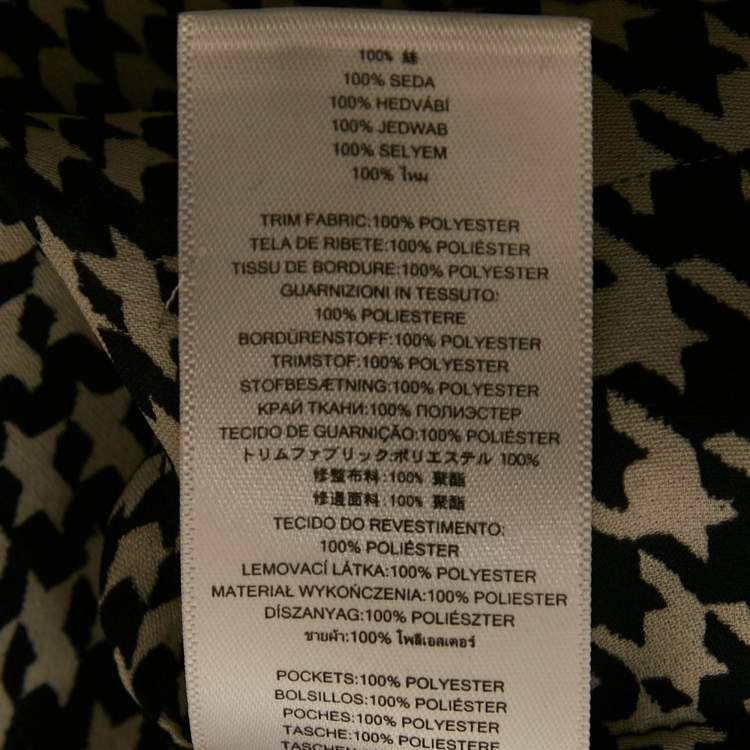 100% 絲
100% SEDA
100% HEDVÁBÍ
100% JEDWAB
100% SELYEM
100% ไหม
TRIM FABRIC:100% POLYESTER
TELA DE RIBETE:100% POLIÉSTER
TISSU DE BORDURE:100% POLYESTER
GUARNIZIONI IN TESSUTO:
100% POLIESTERE
BORDÜRENSTOFF:100% POLYESTER
TRIMSTOF:100% POLYESTER
STOFBESÆTNING:100% POLYESTER
КРАЙ ТКАНИ:100% ПОЛИЭСТЕР
TECIDO DE GUARNIÇÃO:100% POLIÉSTER
トリムファブリック:ポリエステル 100%
修整布料:100% 聚酯
修邊面料:100% 聚酯
TECIDO DO REVESTIMENTO:
100% POLIÉSTER
LEMOVACÍ LÁTKA:100% POLYESTER
MATERIAŁ WYKOŃCZENIA:100% POLIESTER
DÍSZANYAG:100% POLIÉSZTER
ชายผ้า:100% โพลีเอสเตอร์
POCKETS:100% POLYESTER
BOLSILLOS:100% POLIÉSTER
POCHES:100% POLYESTER
TASCHE:100% POLIESTERE